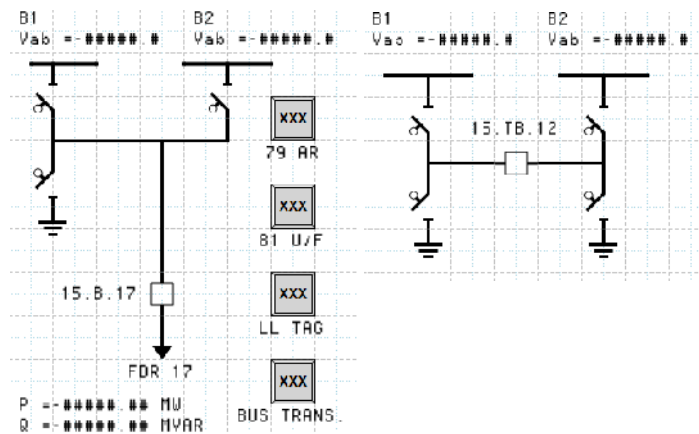 B1
B2
Vab =-#####.#
Vab =-#####.#
XXX
79 AR
XXX
81 U/F
15.B.17
XXX
LL TAG
FDR 17
XXX
BUS TRANS.
P =-#####.## MW
Q =-#####.## MVAR
B1
B2
Vao =-#####.#
Vab =-#####.#
15.TB.12